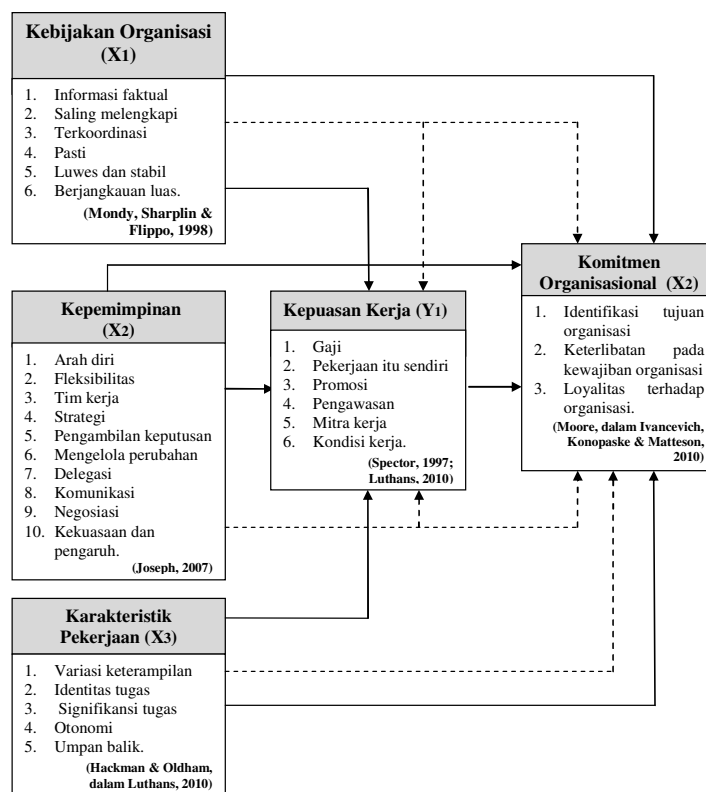 Kebijakan Organisasi
(X1)
1. Informasi faktual
2. Saling melengkapi
3. Terkoordinasi
4. Pasti
5. Luwes dan stabil
6. Berjangkauan luas.
(Mondy, Sharplin &
Flippo, 1998)
Kepemimpinan
(X2)
1. Arah diri
2. Fleksibilitas
3. Tim kerja
4. Strategi
5. Pengambilan keputusan
6. Mengelola perubahan
7. Delegasi
8. Komunikasi
9. Negosiasi
10. Kekuasaan dan
pengaruh.
(Joseph, 2007)
Karakteristik
Pekerjaan (X3)
1. Variasi keterampilan
2. Identitas tugas
3. Signifikansi tugas
4. Otonomi
5. Umpan balik.
(Hackman & Oldham,
dalam Luthans, 2010)
Kepuasan Kerja (Y1)
1. Gaji
2. Pekerjaan itu sendiri
3. Promosi
4. Pengawasan
5. Mitra kerja
6. Kondisi kerja.
(Spector, 1997;
Luthans, 2010)
Komitmen
Organisasional (X2)
1. Identifikasi tujuan
organisasi
2. Keterlibatan pada
kewajiban organisasi
3. Loyalitas terhadap
organisasi.
(Moore, dalam Ivancevich,
Konopaske & Matteson,
2010)